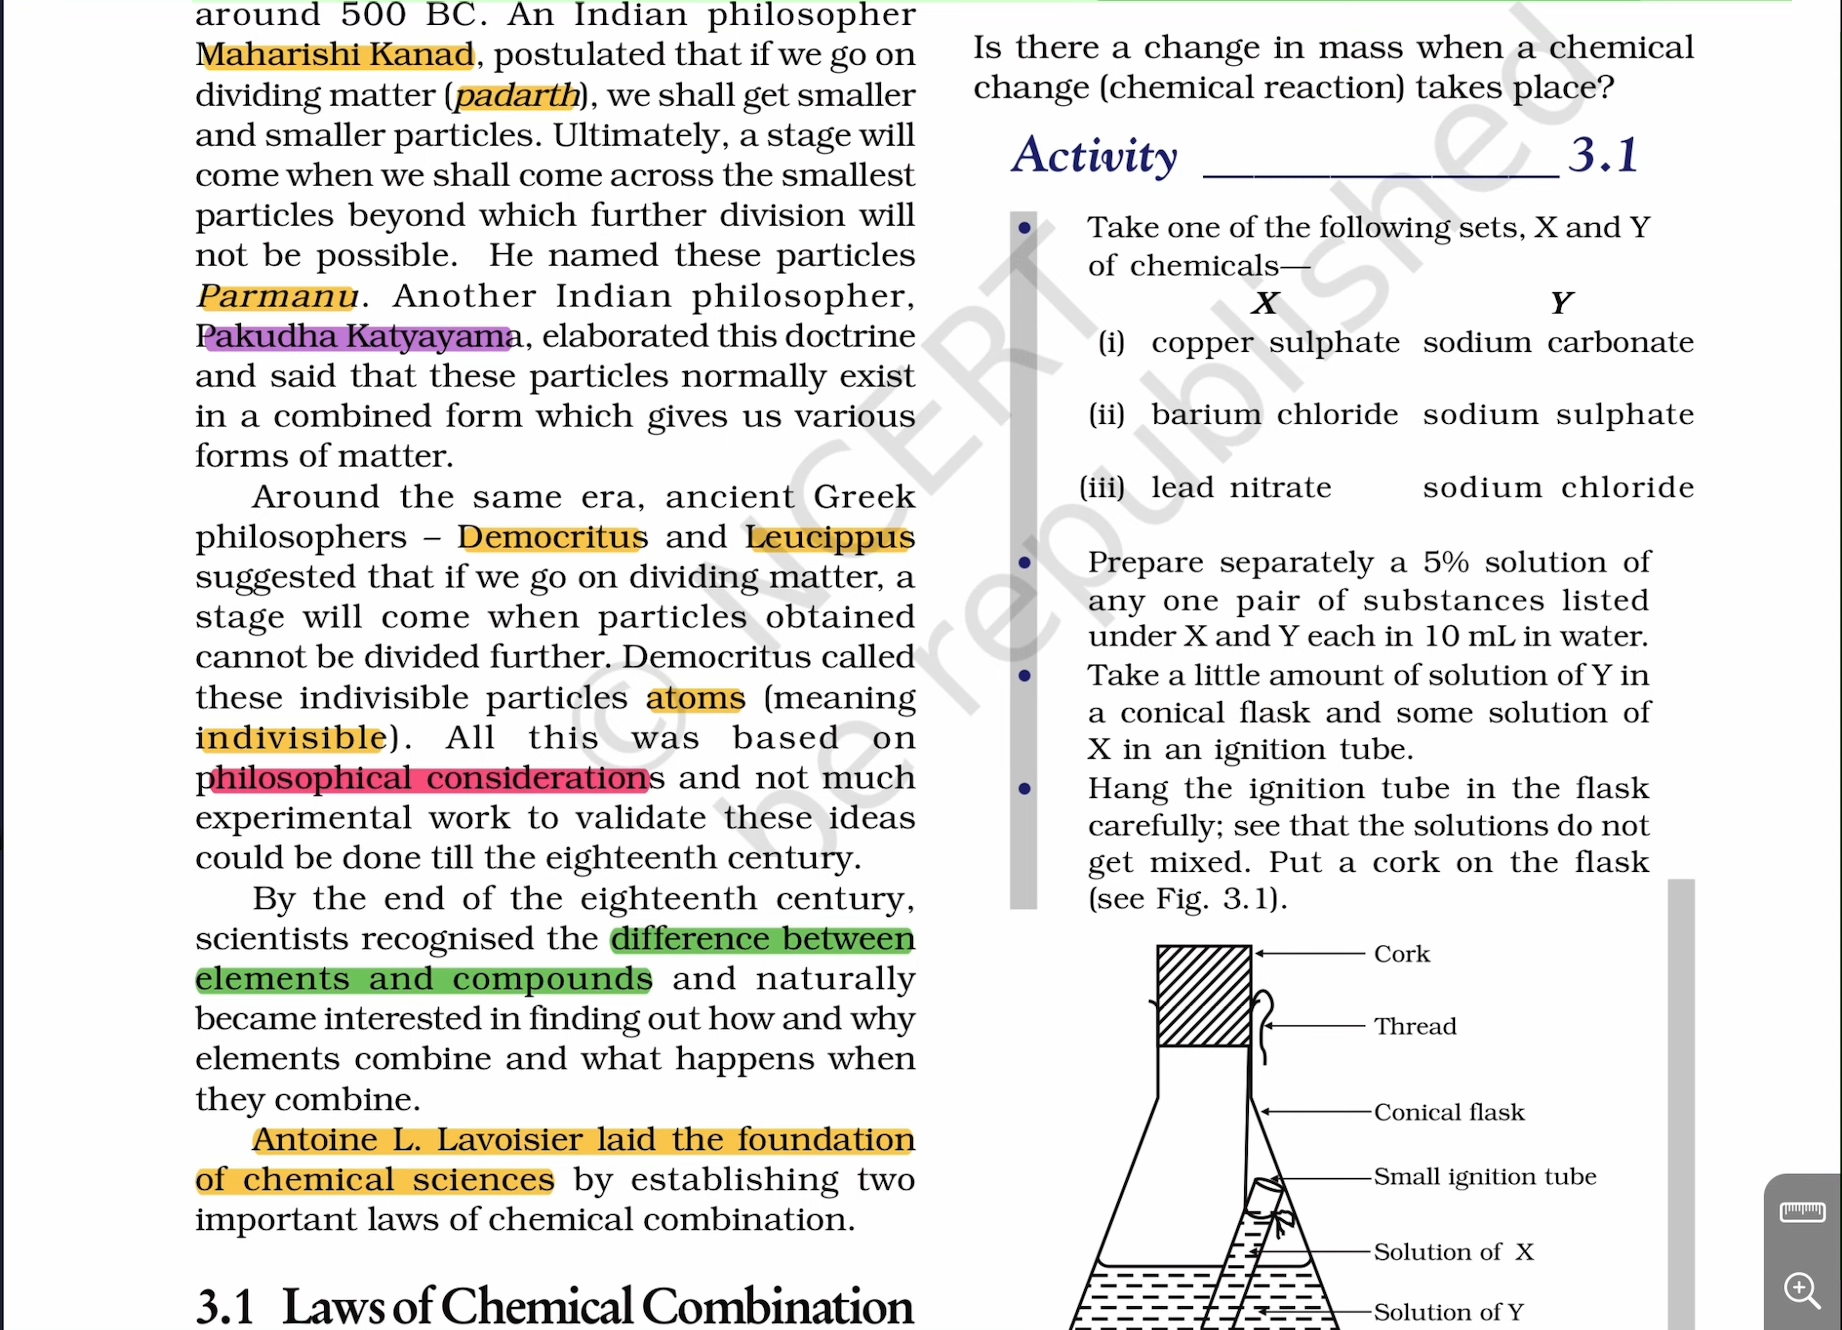 around 500 BC. An Indian philosopher
Maharishi Kanad, postulated that if we go on
dividing matter (padarth), we shall get smaller
and smaller particles. Ultimately, a stage will
come when we shall come across the smallest
particles beyond which further division will
not be possible. He named these particles
Parmanu. Another Indian philosopher,
Pakudha Katyayama, elaborated this doctrine
and said that these particles normally exist
in a combined form which gives us various
forms of matter.
Around the same era, ancient Greek
philosophers – Democritus and Leucippus
suggested that if we go on dividing matter, a
stage will come when particles obtained
cannot be divided further. Democritus called
these indivisible particles atoms (meaning
indivisible). All this was based on
philosophical considerations and not much
experimental work to validate these ideas
could be done till the eighteenth century.
By the end of the eighteenth century,
scientists recognised the difference between
elements and compounds and naturally
became interested in finding out how and why
elements combine and what happens when
they combine.
Antoine L. Lavoisier laid the foundation
of chemical sciences by establishing two
important laws of chemical combination.
3.1 Laws of Chemical Combination
Is there a change in mass when a chemical
change (chemical reaction) takes place?
Activity ______________ 3.1
• Take one of the following sets, X and Y
of chemicals—
X Y
(i) copper sulphate sodium carbonate
(ii) barium chloride sodium sulphate
(iii) lead nitrate sodium chloride
• Prepare separately a 5% solution of
any one pair of substances listed
under X and Y each in 10 mL in water.
• Take a little amount of solution of Y in
a conical flask and some solution of
X in an ignition tube.
• Hang the ignition tube in the flask
carefully; see that the solutions do not
get mixed. Put a cork on the flask
(see Fig. 3.1).
Cork
Thread
Conical flask
Small ignition tube
Solution of X
Solution of Y
© NCERT
be republished